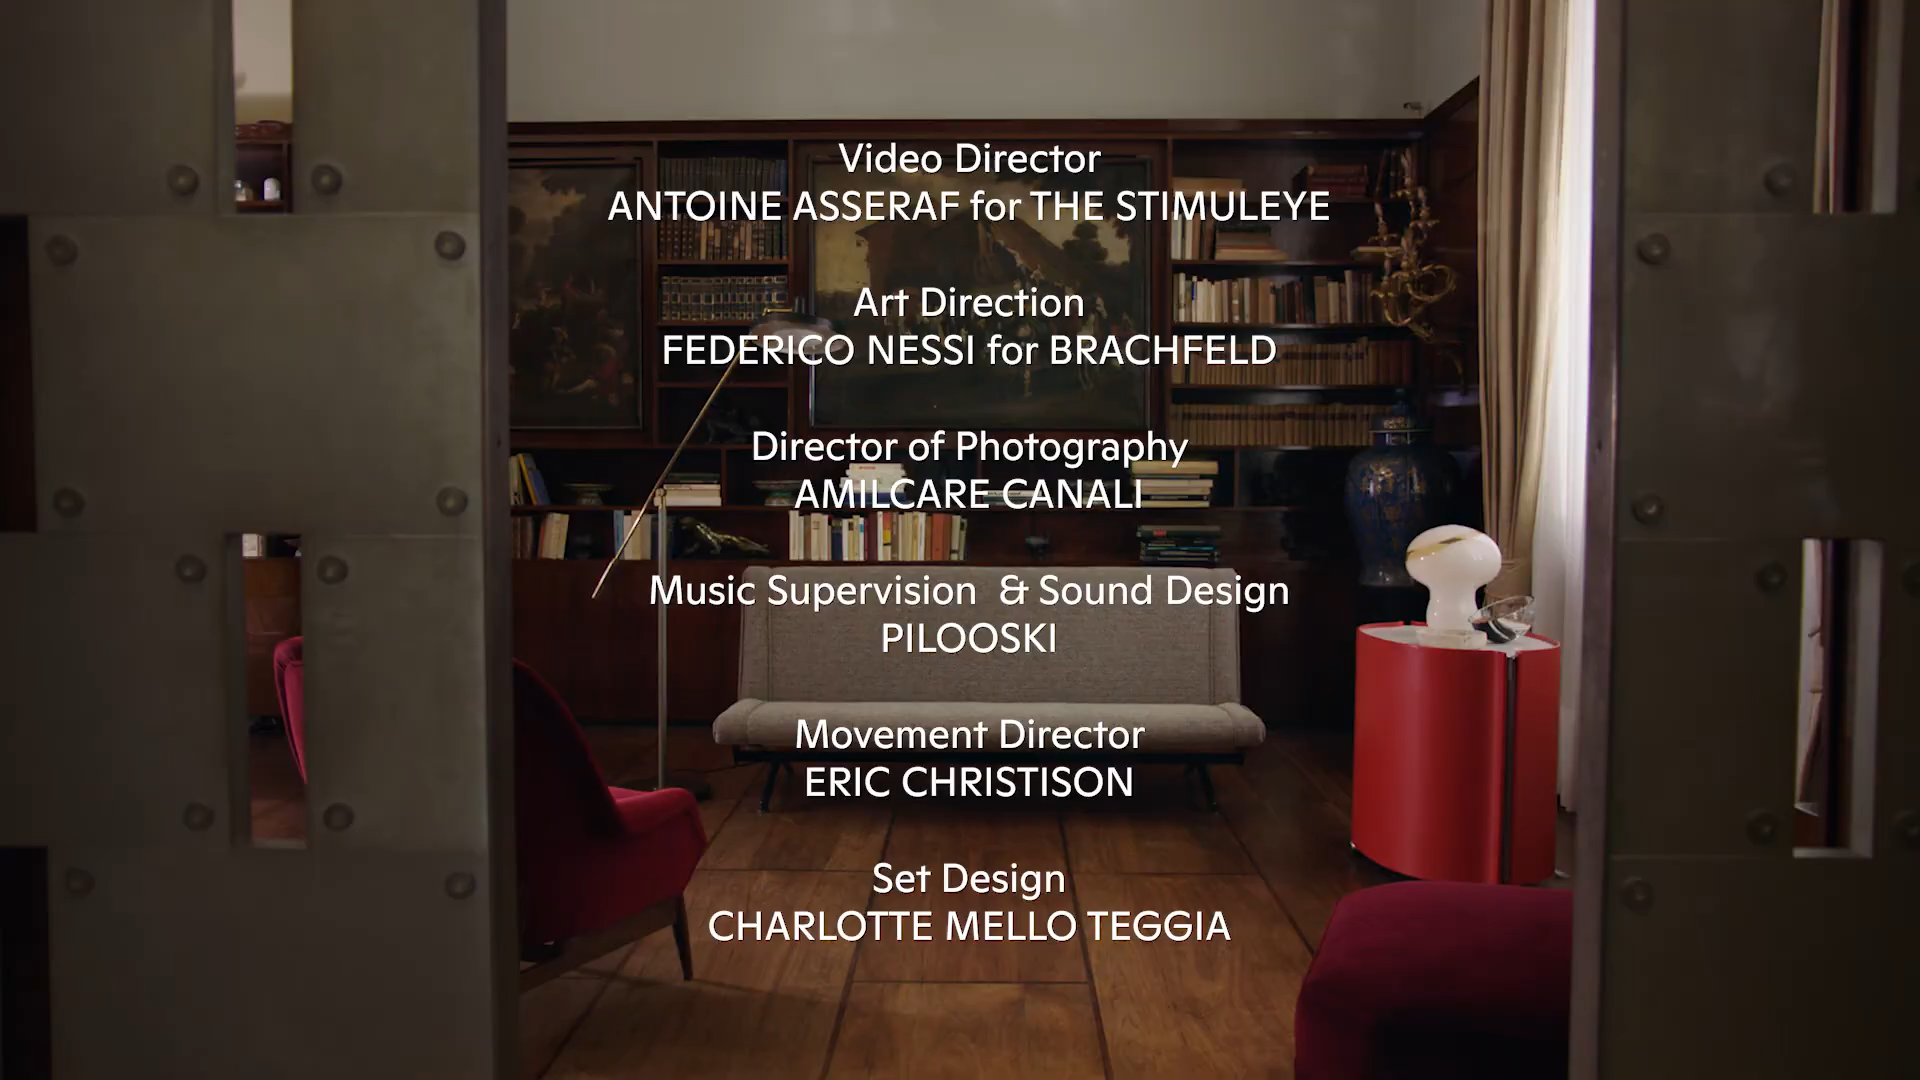 Video Director
ANTOINE ASSERAF for THE STIMULEYE
Art Direction
FEDERICO NESSI for BRACHFELD
Director of Photography
AMILCARE CANALI
Music Supervision & Sound Design
PILOOSKI
Movement Director
ERIC CHRISTISON
Set Design
CHARLOTTE MELLO TEGGIA